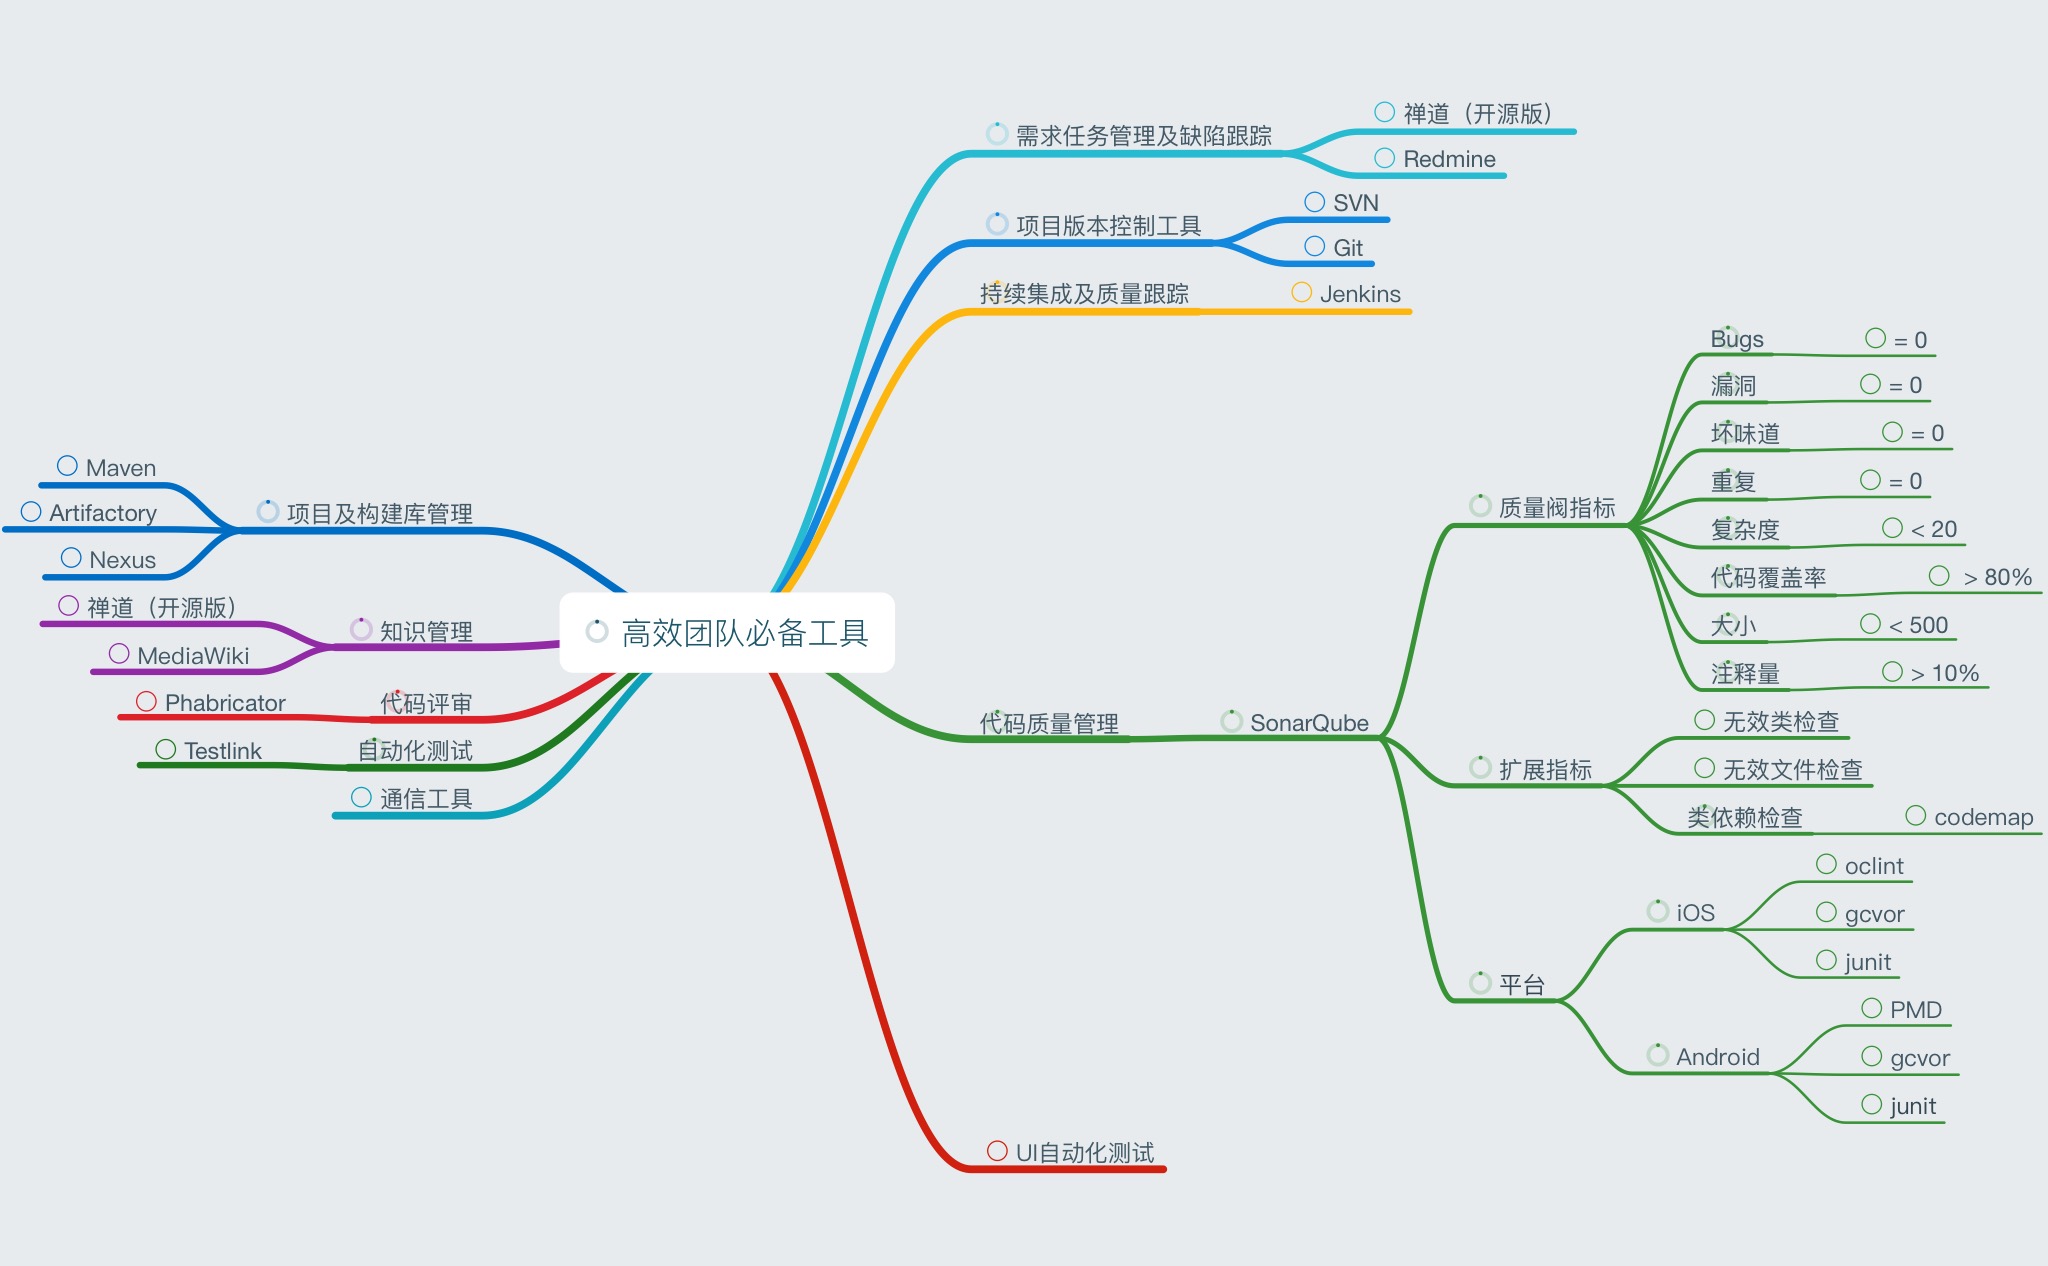 高效团队必备工具
需求任务管理及缺陷跟踪
禅道（开源版）
Redmine
项目版本控制工具
SVN
Git
持续集成及质量跟踪
Jenkins
代码质量管理
SonarQube
质量阀指标
Bugs
= 0
漏洞
= 0
坏味道
= 0
重复
= 0
复杂度
< 20
代码覆盖率
> 80%
大小
< 500
注释量
> 10%
扩展指标
无效类检查
无效文件检查
类依赖检查
codemap
平台
iOS
oclint
gcvor
junit
Android
PMD
gcvor
junit
UI自动化测试
项目及构建库管理
Maven
Artifactory
Nexus
知识管理
禅道（开源版）
MediaWiki
代码评审
Phabricator
自动化测试
Testlink
通信工具